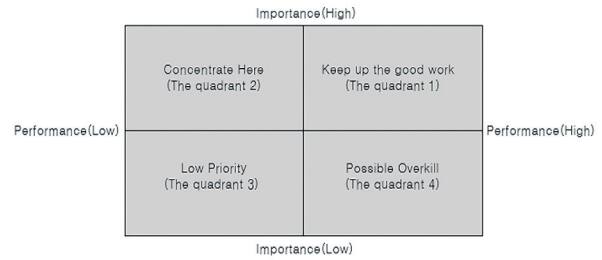 Importance(High)
Concentrate Here
(The quadrant 2)
Keep up the good work
(The quadrant 1)
Performance(Low)
Performance(High)
Low Priority
(The quadrant 3)
Possible Overkill
(The quadrant 4)
Importance(Low)